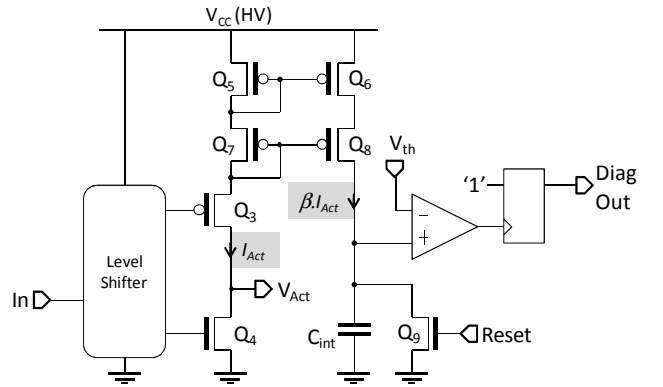 V_CC (HV)
Q_5
Q_6
Q_7
Q_8
V_th
'1'
Diag
Out
Q_3
β.I_Act
−
+
Level
Shifter
I_Act
In
V_Act
Q_4
C_int
Q_9
Reset